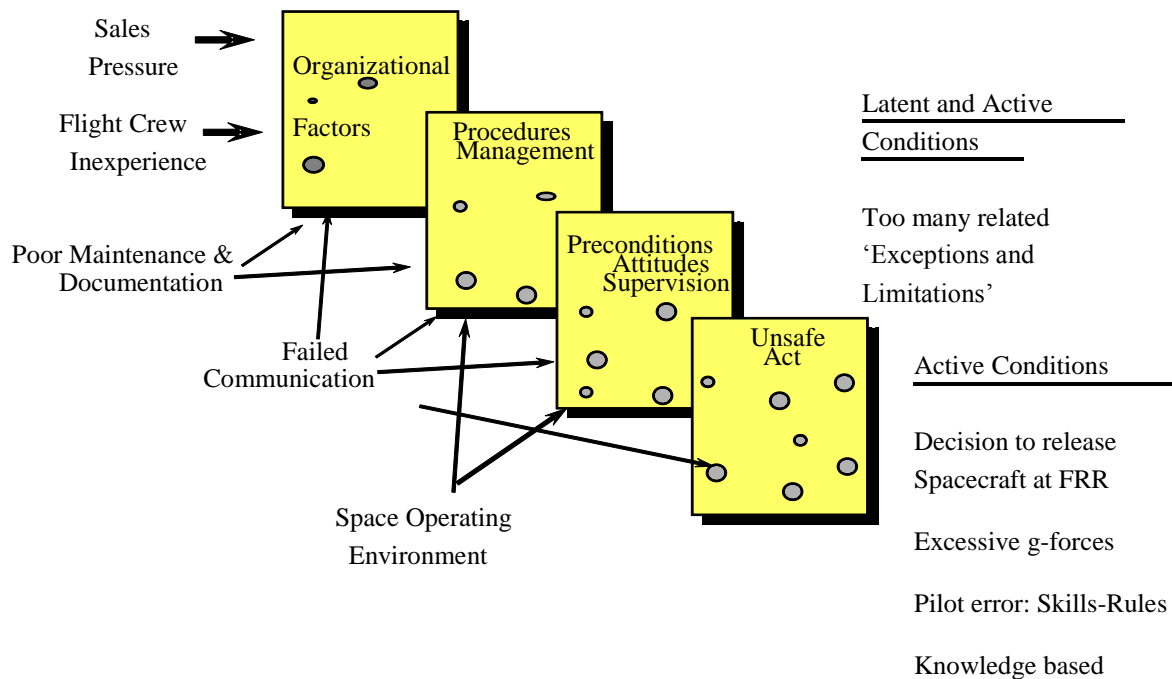 Sales
Pressure
Flight Crew
Inexperience
Poor Maintenance &
Documentation
Failed
Communication
Space Operating
Environment
Organizational
Factors
Procedures
Management
Preconditions
Attitudes
Supervision
Unsafe
Act
Latent and Active
Conditions
Too many related
‘Exceptions and
Limitations’
Active Conditions
Decision to release
Spacecraft at FRR
Excessive g-forces
Pilot error: Skills-Rules
Knowledge based